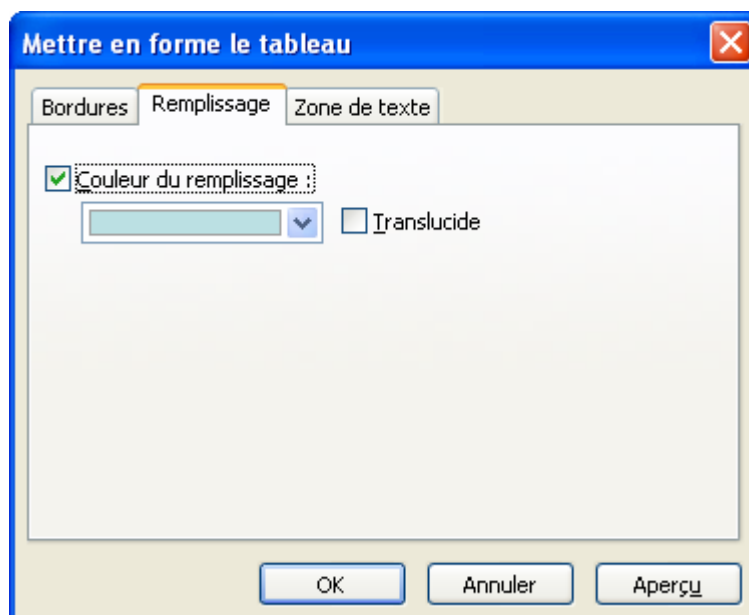 Mettre en forme le tableau
Bordures Remplissage Zone de texte
Couleur du remplissage :
Translucide
OK Annuler Aperçu